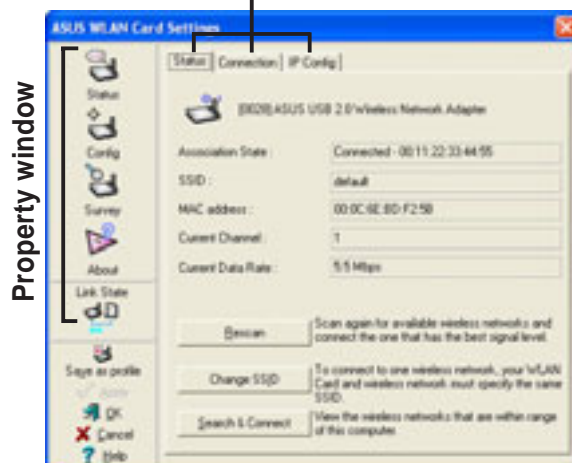 ASUS WLAN Card Settings
Property window
Status
Config
Survey
About
Link State
Save as profile
Apply
OK
Cancel
Help
Status Connection IP Config
[0028] ASUS USB 2.0 Wireless Network Adapter
Association State : Connected - 00:11:22:33:44:55
SSID : default
MAC address : 00:0C:6E:BD:F2:5B
Current Channel : 1
Current Data Rate : 5.5 Mbps
Rescan
Scan again for available wireless networks and
connect the one that has the best signal level.
Change SSID
To connect to one wireless network, your WLAN
Card and wireless network must specify the same
SSID.
Search & Connect
View the wireless networks that are within range
of this computer.